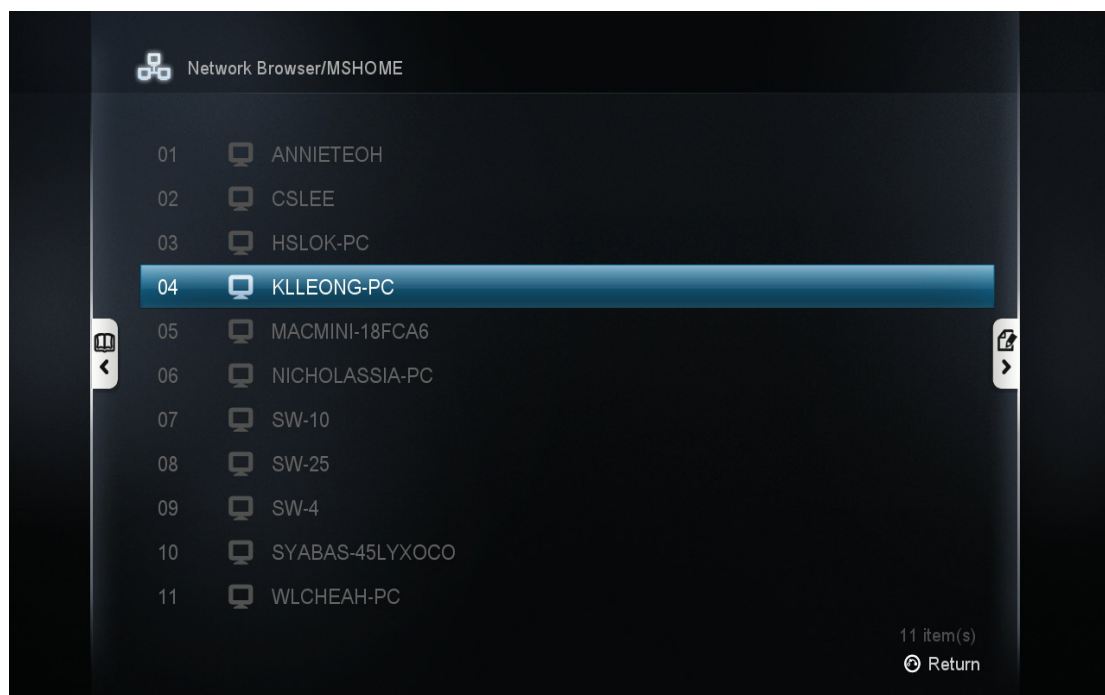 Network Browser/MSHOME
01 ANNIETEOH
02 CSLEE
03 HSLOK-PC
04 KLLEONG-PC
05 MACMINI-18FCA6
06 NICHOLASSIA-PC
07 SW-10
08 SW-25
09 SW-4
10 SYABAS-45LYXOCO
11 WLCHEAH-PC
11 item(s)
Return